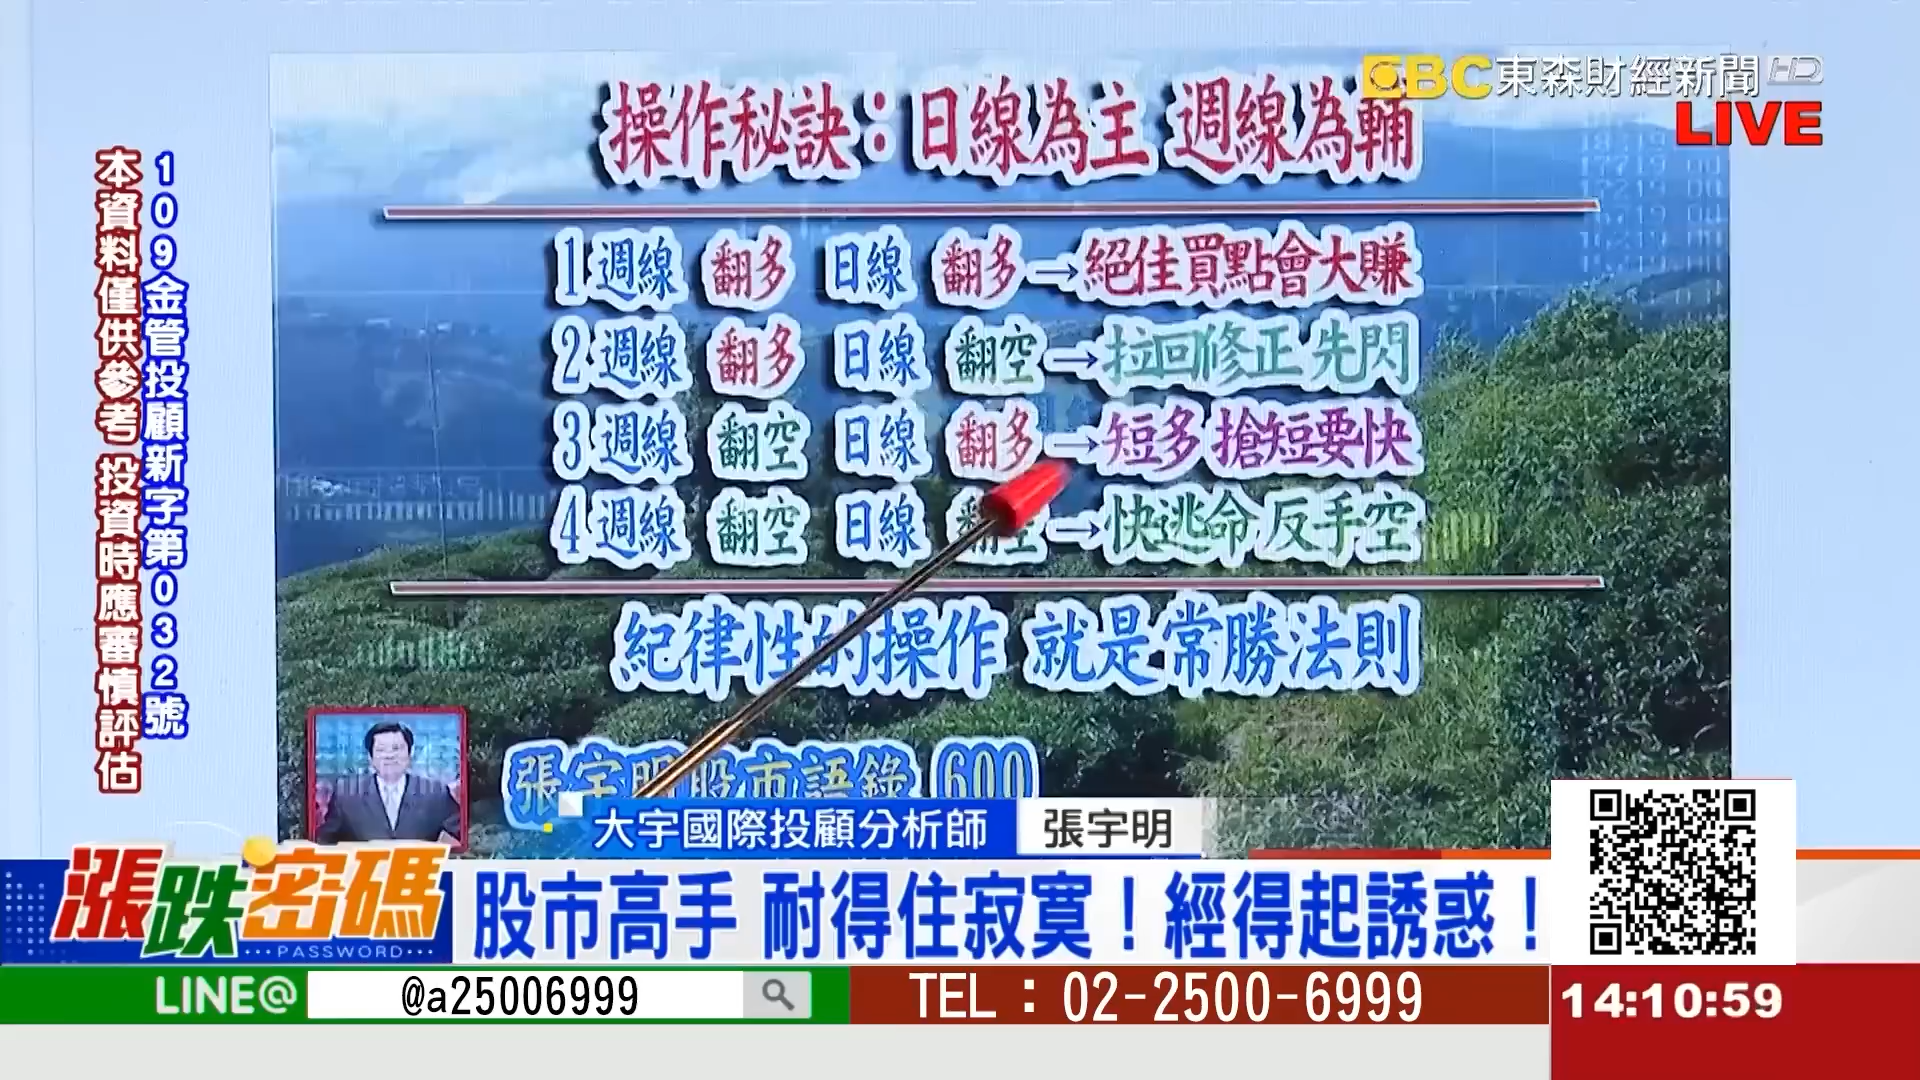 EBC東森財經新聞HD
LIVE
操作秘訣：日線為主 週線為輔
1 週線 翻多 日線 翻多→絕佳買點會大賺
2 週線 翻多 日線 翻空→拉回修正 先閃
3 週線 翻空 日線 翻多→短多 搶短要快
4 週線 翻空 日線 翻空→快逃命 反手空
紀律性的操作 就是常勝法則
張宇明股市語錄 600
109金管投顧新字第032號
本資料僅供參考 投資時應審慎評估
大宇國際投顧分析師 張宇明
漲跌密碼
PASSWORD
股市高手 耐得住寂寞！經得起誘惑！
LINE@ @a25006999
TEL：02-2500-6999
14:10:59